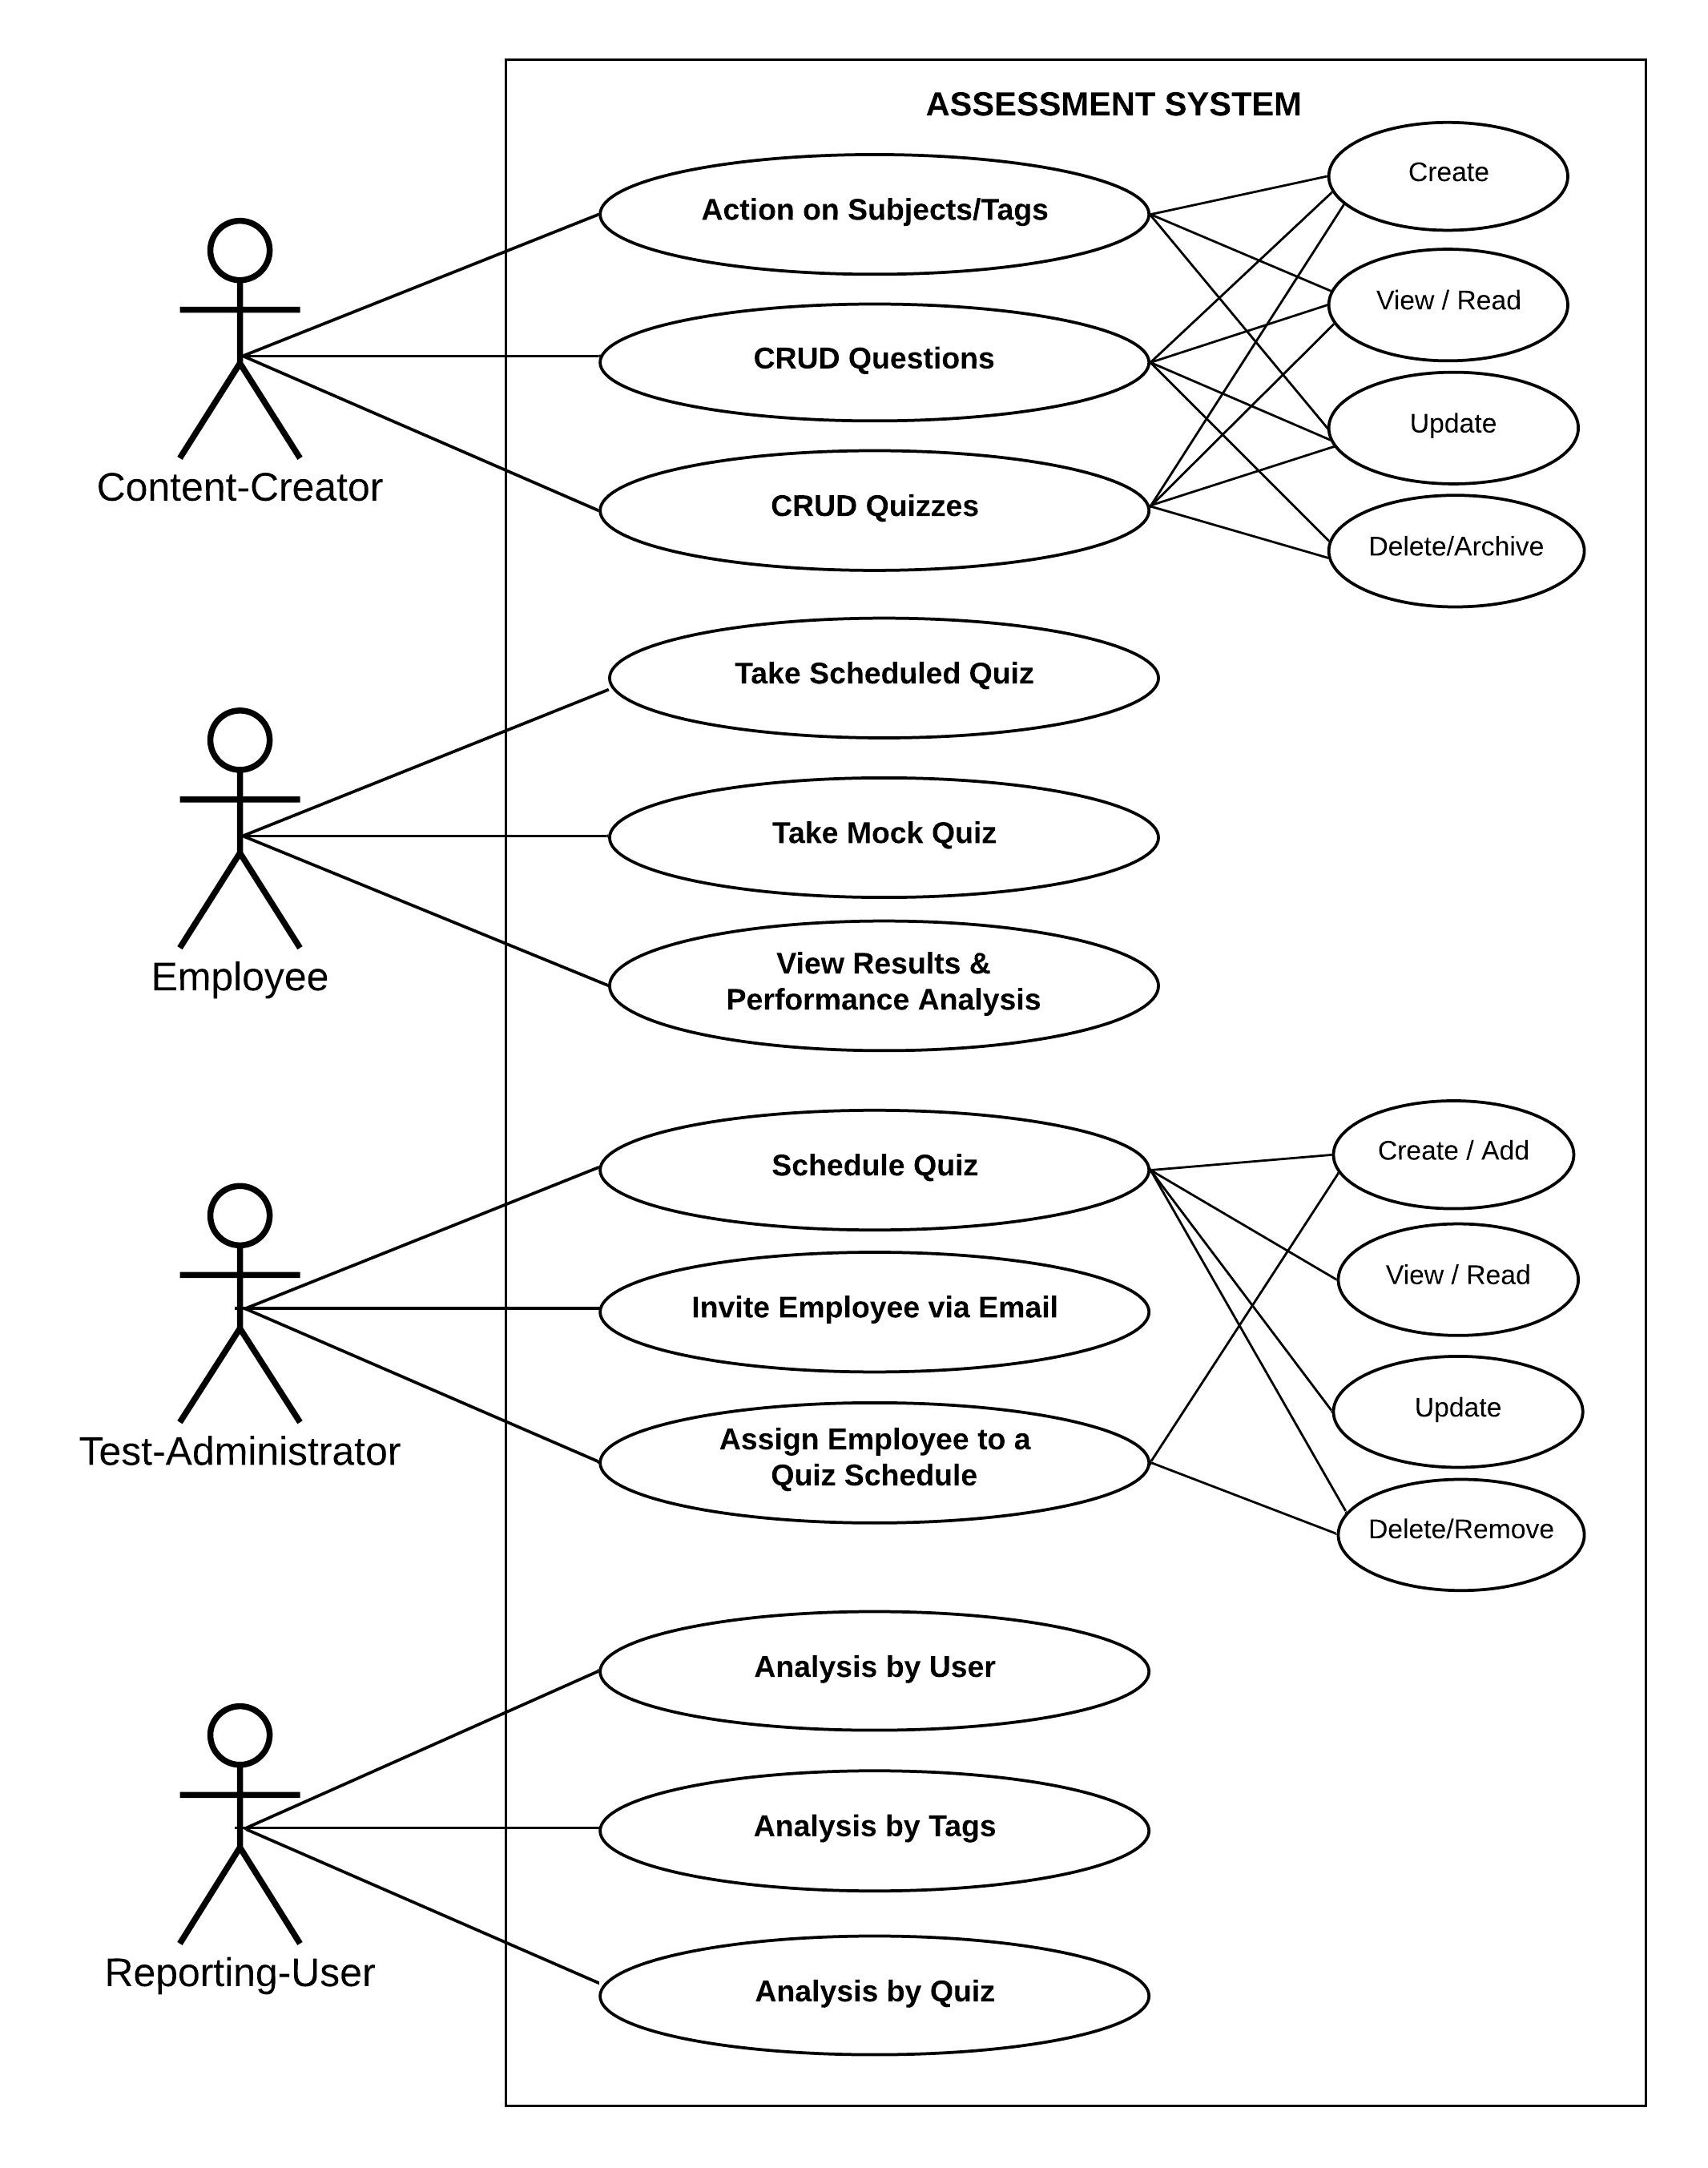 ASSESSMENT SYSTEM
Action on Subjects/Tags
CRUD Questions
CRUD Quizzes
Create
View / Read
Update
Delete/Archive
Content-Creator
Take Scheduled Quiz
Take Mock Quiz
View Results &
Performance Analysis
Employee
Schedule Quiz
Invite Employee via Email
Assign Employee to a
Quiz Schedule
Create / Add
View / Read
Update
Delete/Remove
Test-Administrator
Analysis by User
Analysis by Tags
Analysis by Quiz
Reporting-User